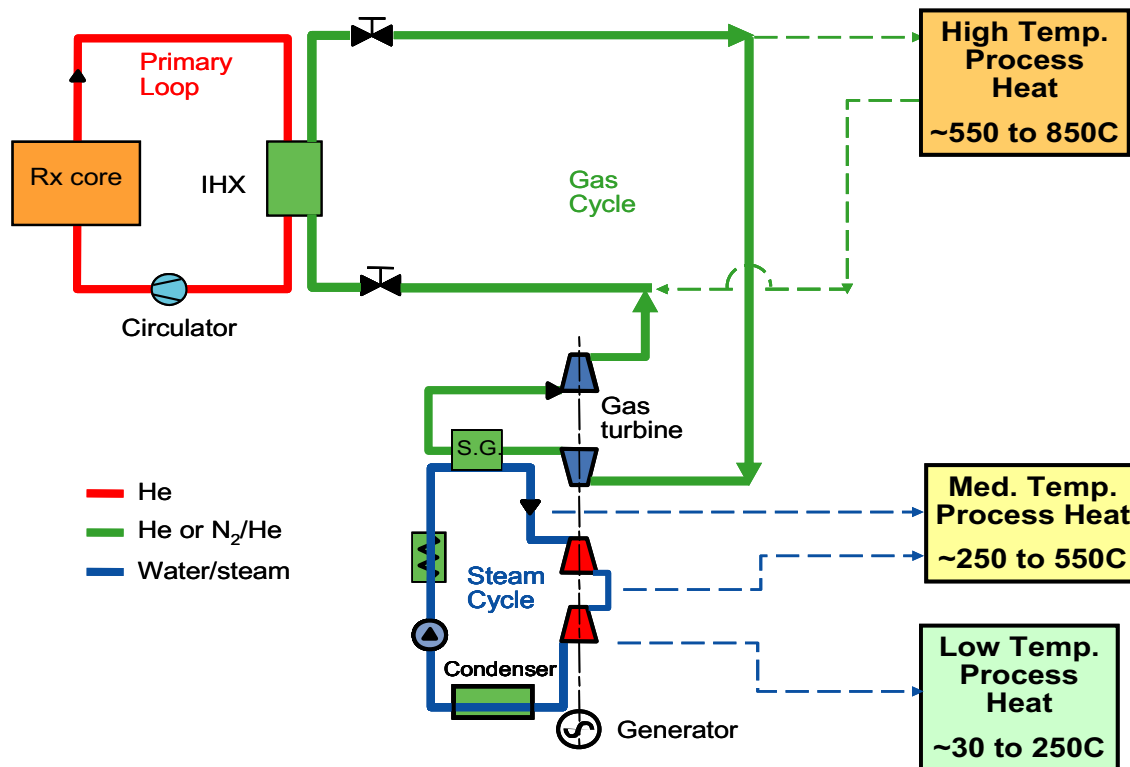 High Temp.
Process
Heat
~550 to 850C
Primary
Loop
Rx core
IHX
Gas
Cycle
Circulator
Gas
turbine
S.G.
He
He or N₂/He
Water/steam
Steam
Cycle
Med. Temp.
Process Heat
~250 to 550C
Condenser
Generator
Low Temp.
Process
Heat
~30 to 250C